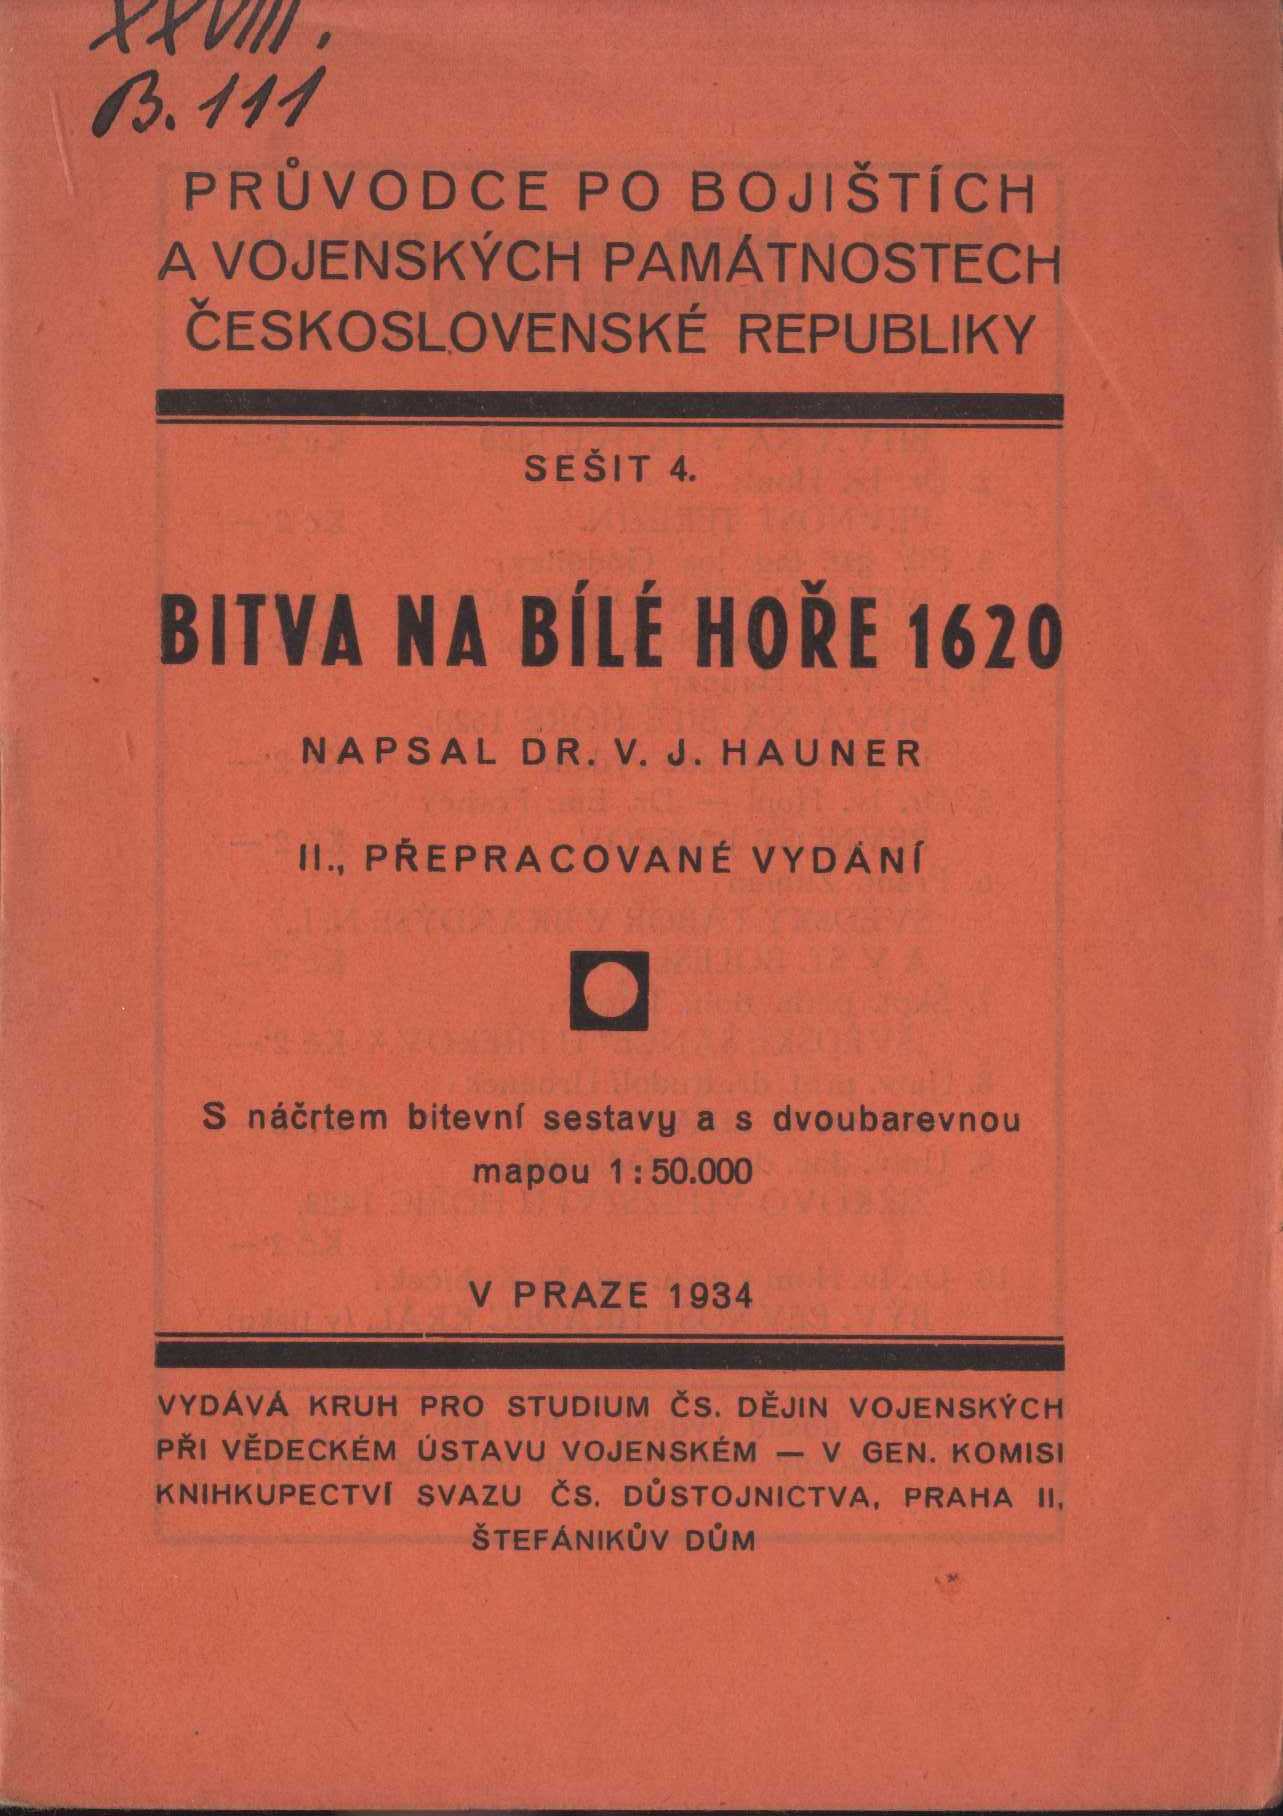 XXVIII.
B. 111
PRŮVODCE PO BOJIŠTÍCH
A VOJENSKÝCH PAMÁTNOSTECH
ČESKOSLOVENSKÉ REPUBLIKY
SEŠIT 4.
BITVA NA BÍLÉ HOŘE 1620
NAPSAL DR. V. J. HAUNER
II., PŘEPRACOVANÉ VYDÁNÍ
S náčrtem bitevní sestavy a s dvoubarevnou
mapou 1 : 50.000
V PRAZE 1934
VYDÁVÁ KRUH PRO STUDIUM ČS. DĚJIN VOJENSKÝCH
PŘI VĚDECKÉM ÚSTAVU VOJENSKÉM — V GEN. KOMISI
KNIHKUPECTVÍ SVAZU ČS. DŮSTOJNICTVA, PRAHA II,
ŠTEFÁNIKŮV DŮM